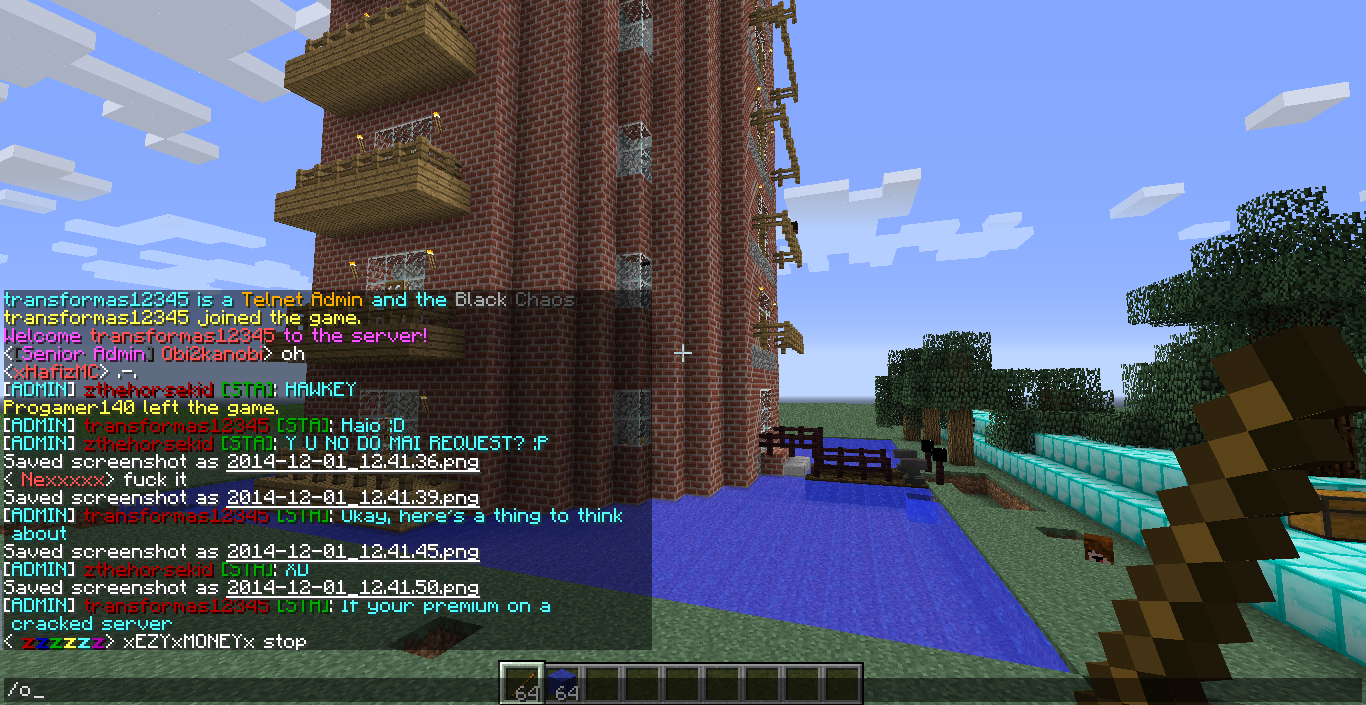 transformas12345 is a Telnet Admin and the Black Chaos
transformas12345 joined the game.
Welcome transformas12345 to the server!
<[Senior Admin] Obi2kanobi> oh
<xHafizMC> .-.
[ADMIN] zthehorsekid [STA]: HAWKEY
Progamer140 left the game.
[ADMIN] transformas12345 [STA]: Haio :D
[ADMIN] zthehorsekid [STA]: Y U NO DO MAI REQUEST? :P
Saved screenshot as 2014-12-01_12.41.36.png
< Nexxxxx> fuck it
Saved screenshot as 2014-12-01_12.41.39.png
[ADMIN] transformas12345 [STA]: Okay, here's a thing to think
about
Saved screenshot as 2014-12-01_12.41.45.png
[ADMIN] zthehorsekid [STA]: XD
Saved screenshot as 2014-12-01_12.41.50.png
[ADMIN] transformas12345 [STA]: If your premium on a
cracked server
< zzzzzz> xEZYxMONEYx stop
64 64
/o_